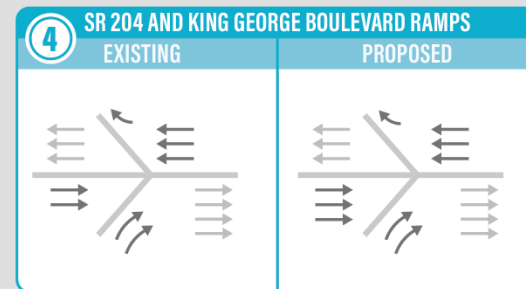 4
SR 204 AND KING GEORGE BOULEVARD RAMPS
EXISTING
PROPOSED